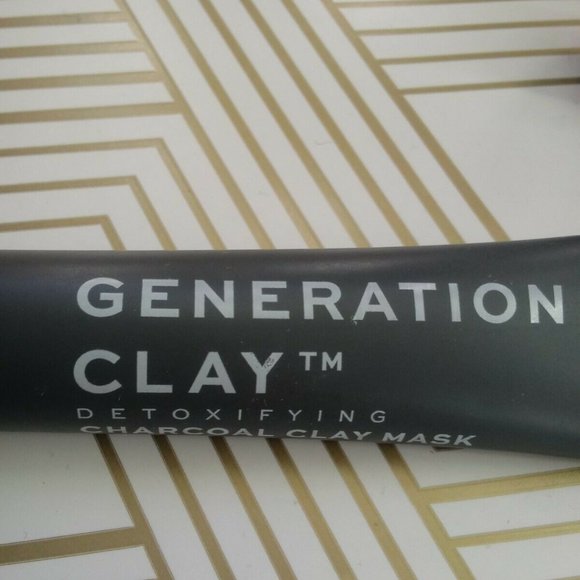 GENERATION
CLAY™
DETOXIFYING
CHARCOAL CLAY MASK